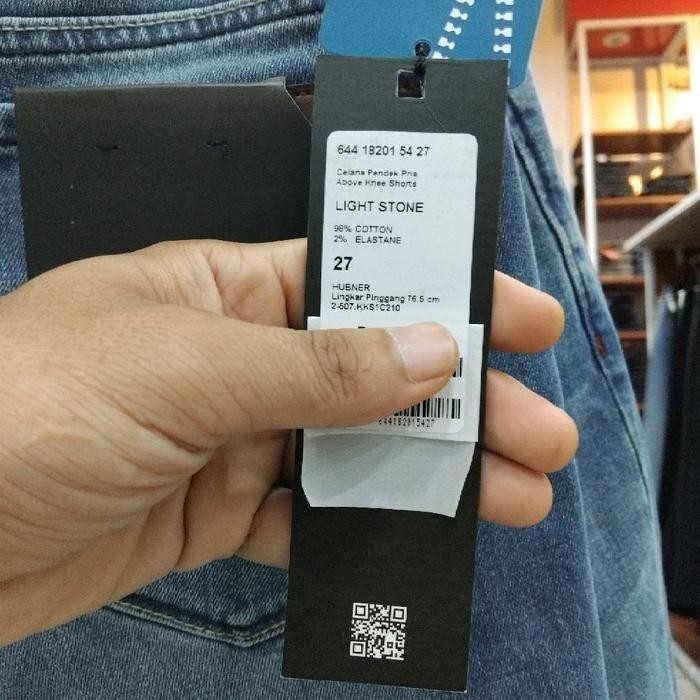 644 18201 54 27
Celana Pendek Pria
Above Knee Shorts
LIGHT STONE
98% COTTON
2% ELASTANE
27
HUBNER
Lingkar Pinggang 76.5 cm
2-507.KKS1C210
644182015427